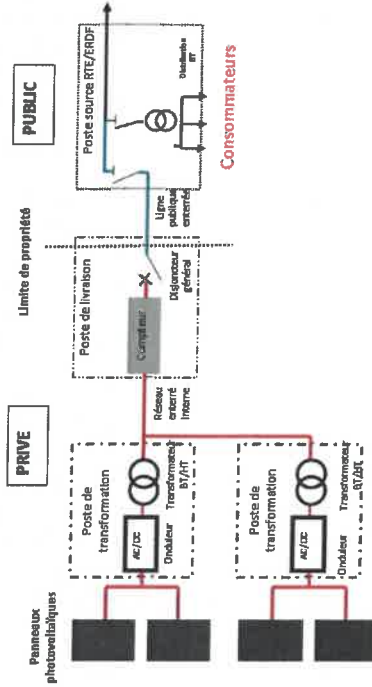 PRIVE
PUBLIC
Limite de propriété
Panneaux
photovoltaïques
Poste de
transformation
AC/DC
Onduleur
Transformateur
BT/HT
Poste de
transformation
AC/DC
Onduleur
Transformateur
BT/HT
Réseau
enterré
interne
Poste de livraison
Compteur
Disjoncteur
général
Ligne
publique
enterrée
Poste source RTE/ERDF
Distribution
BT
Consommateurs